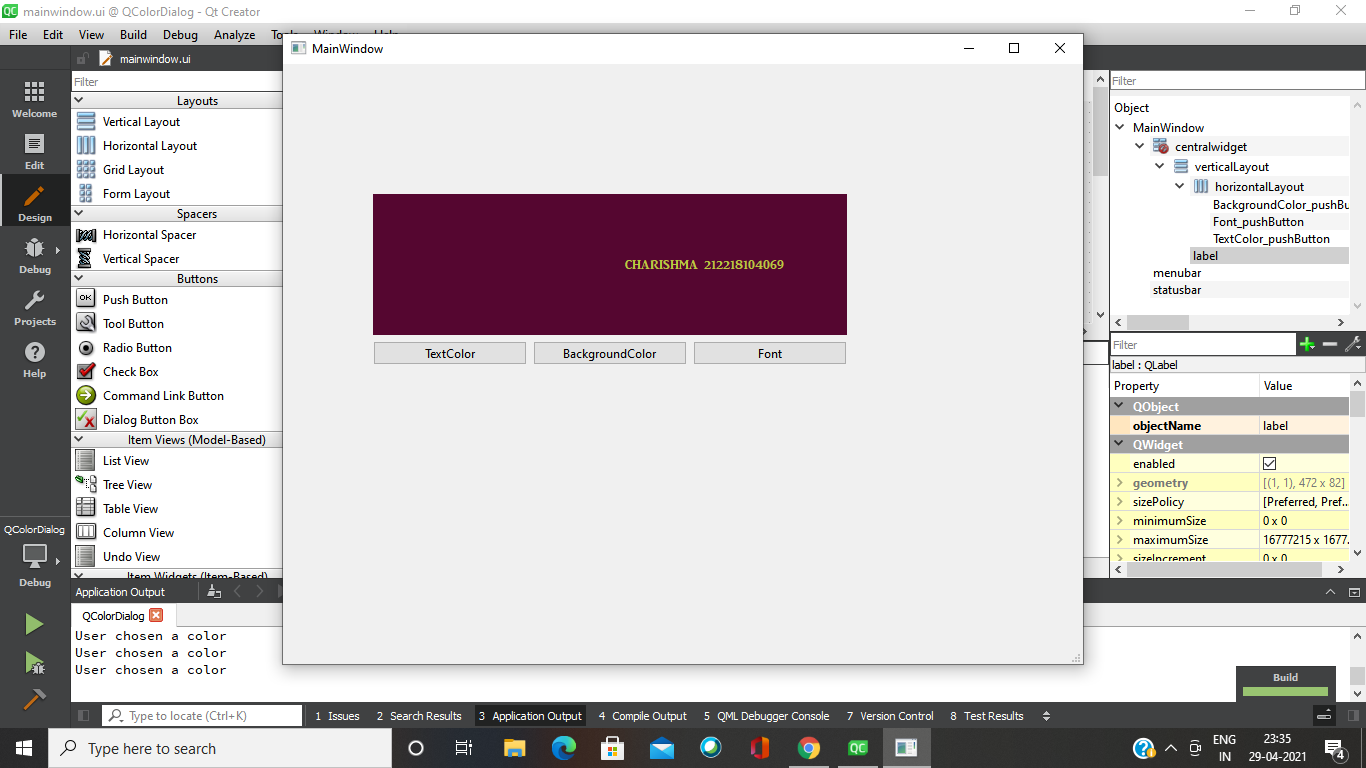 mainwindow.ui @ QColorDialog - Qt Creator
File Edit View Build Debug Analyze
MainWindow
mainwindow.ui
Filter
Layouts
Vertical Layout
Horizontal Layout
Grid Layout
Form Layout
Spacers
Horizontal Spacer
Vertical Spacer
Buttons
Push Button
Tool Button
Radio Button
Check Box
Command Link Button
Dialog Button Box
Item Views (Model-Based)
List View
Tree View
Table View
Column View
Undo View
Item Widgets (Item-Based)
Welcome
Edit
Design
Debug
Projects
Help
QColorDialog
Debug
CHARISHMA 212218104069
TextColor
BackgroundColor
Font
Filter
Object
MainWindow
centralwidget
verticalLayout
horizontalLayout
BackgroundColor_pushBu
Font_pushButton
TextColor_pushButton
label
menubar
statusbar
Filter
label : QLabel
Property Value
QObject
objectName label
QWidget
enabled
geometry [(1, 1), 472 x 82]
sizePolicy [Preferred, Pref...
minimumSize 0 x 0
maximumSize 16777215 x 1677...
sizeIncrement 0 x 0
Application Output
QColorDialog
User chosen a color
User chosen a color
User chosen a color
Build
Type to locate (Ctrl+K)
1 Issues 2 Search Results 3 Application Output 4 Compile Output 5 QML Debugger Console 7 Version Control 8 Test Results
Type here to search
ENG
IN
23:35
29-04-2021
4